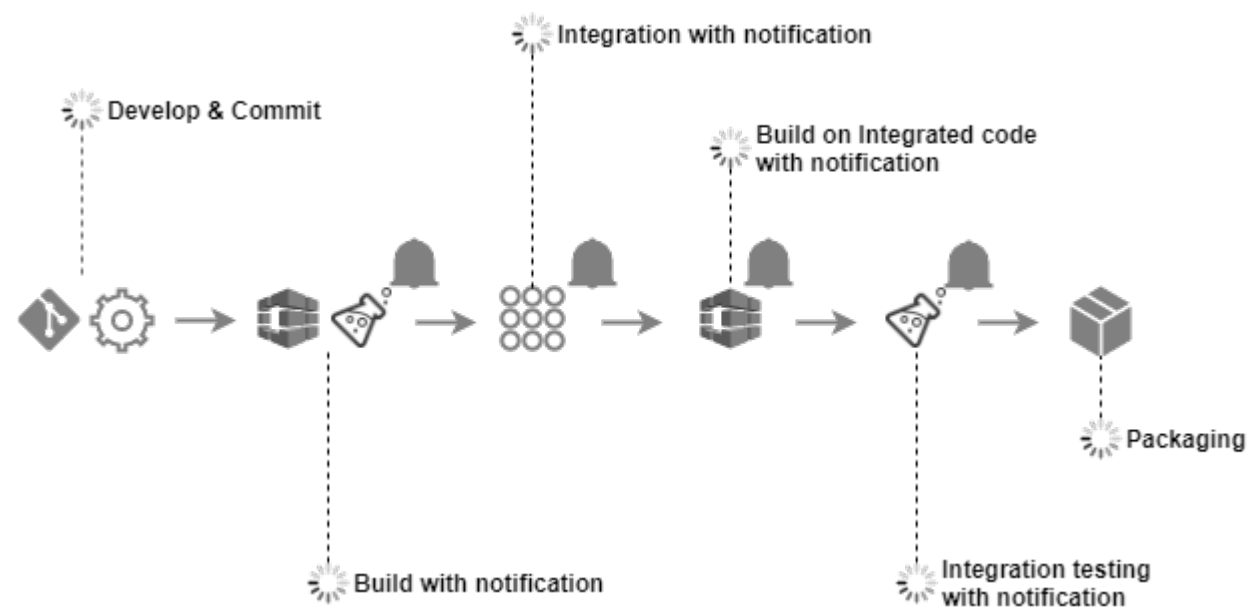 Integration with notification
Develop & Commit
Build on Integrated code
with notification
Packaging
Build with notification
Integration testing
with notification